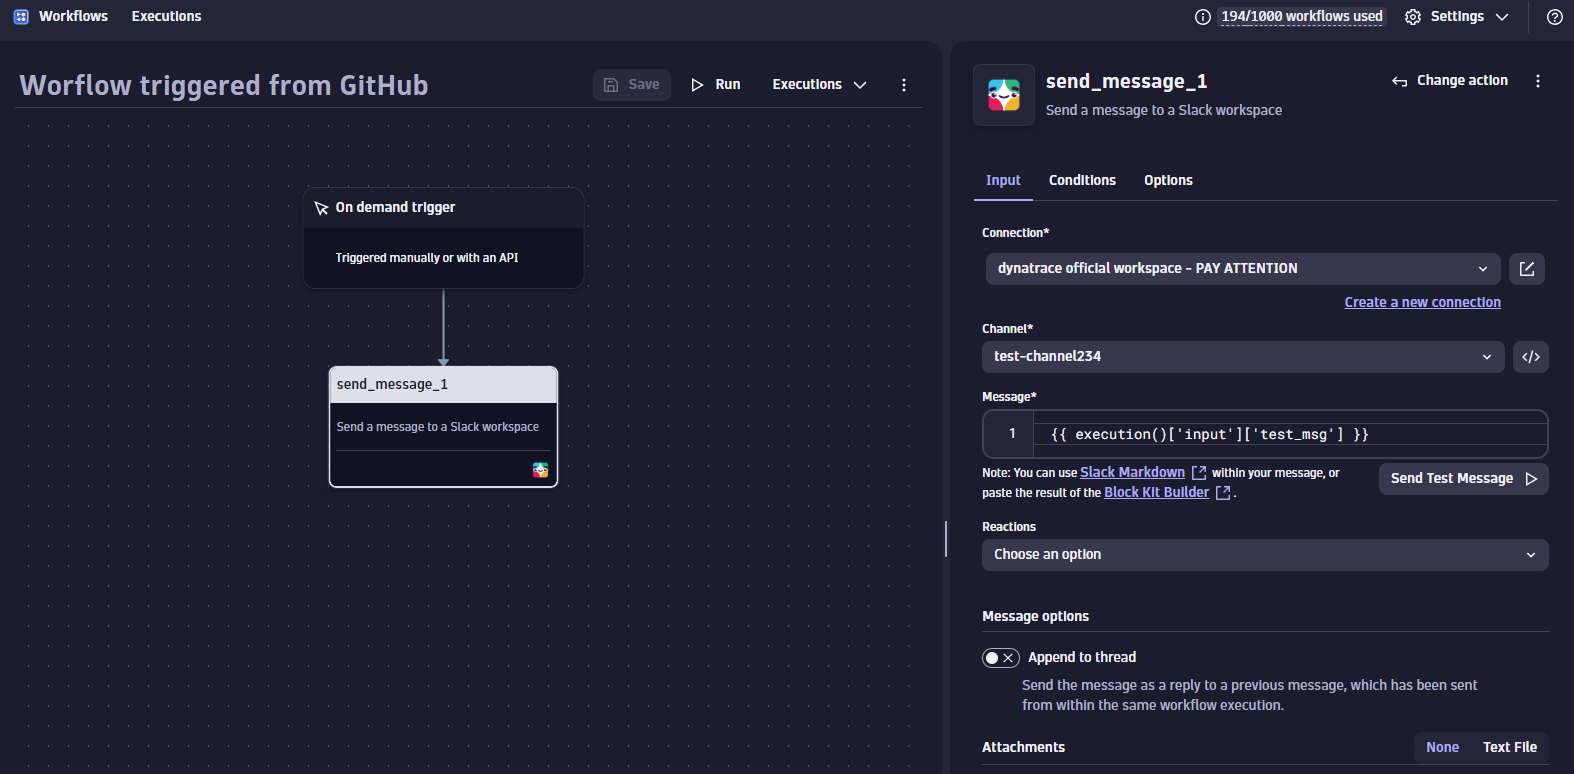 Workflows
Executions
194/1000 workflows used
Settings
Worflow triggered from GitHub
Save
Run
Executions
On demand trigger
Triggered manually or with an API
send_message_1
Send a message to a Slack workspace
send_message_1
Send a message to a Slack workspace
Change action
Input
Conditions
Options
Connection*
dynatrace official workspace - PAY ATTENTION
Create a new connection
Channel*
test-channel234
Message*
1
{{ execution()['input']['test_msg'] }}
Note: You can use Slack Markdown within your message, or
paste the result of the Block Kit Builder .
Send Test Message
Reactions
Choose an option
Message options
Append to thread
Send the message as a reply to a previous message, which has been sent
from within the same workflow execution.
Attachments
None
Text File